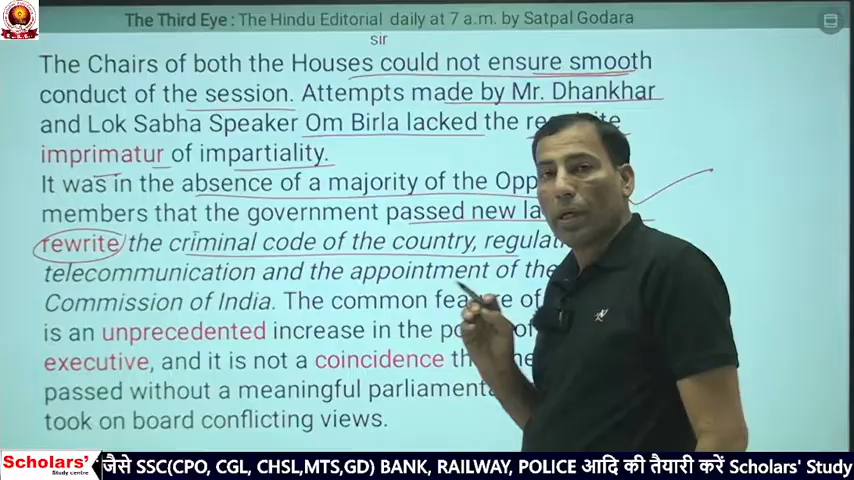 The Third Eye : The Hindu Editorial daily at 7 a.m. by Satpal Godara
sir
The Chairs of both the Houses could not ensure smooth
conduct of the session. Attempts made by Mr. Dhankhar
and Lok Sabha Speaker Om Birla lacked the requisite
imprimatur of impartiality.
It was in the absence of a majority of the Opp
members that the government passed new la
rewrite the criminal code of the country, regulat
telecommunication and the appointment of the
Commission of India. The common feature of
is an unprecedented increase in the po of
executive, and it is not a coincidence th
passed without a meaningful parliamenta
took on board conflicting views.
Scholars' Study centre
जैसे SSC(CPO, CGL, CHSL,MTS,GD) BANK, RAILWAY, POLICE आदि की तैयारी करें Scholars' Study